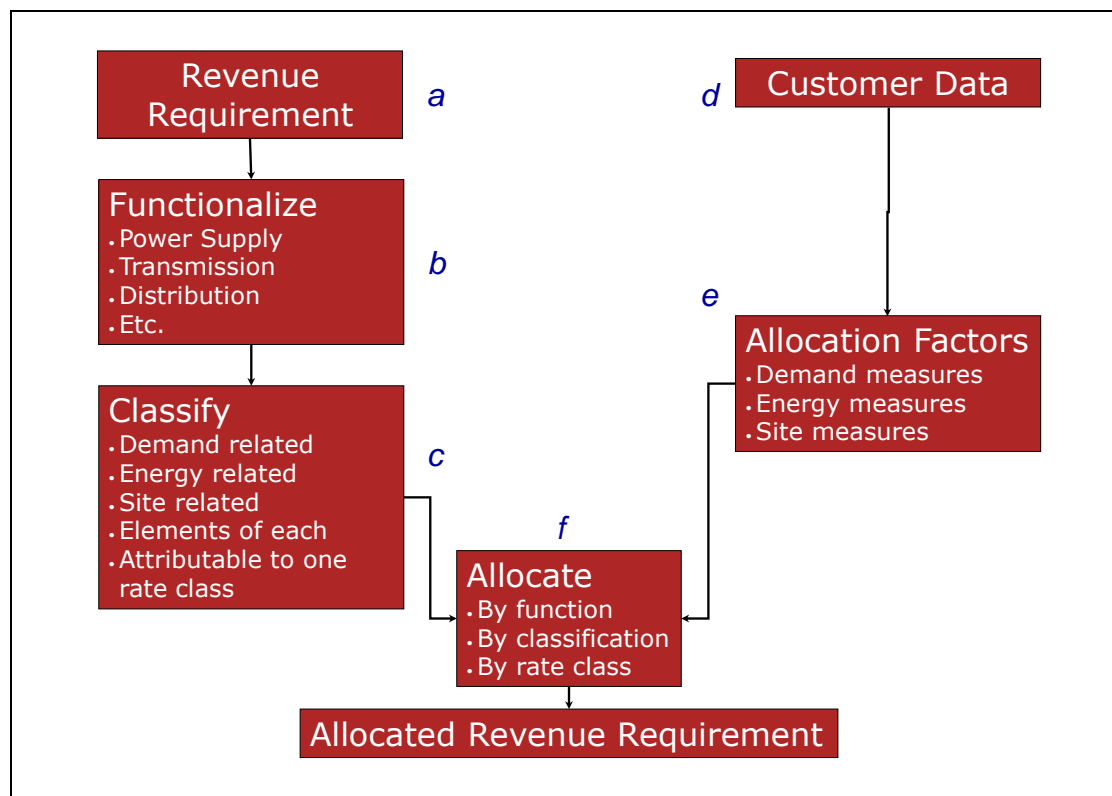 Revenue
Requirement
a
Functionalize
• Power Supply
• Transmission
• Distribution
• Etc.
b
Classify
• Demand related
• Energy related
• Site related
• Elements of each
• Attributable to one
rate class
c
d
Customer Data
e
Allocation Factors
• Demand measures
• Energy measures
• Site measures
f
Allocate
• By function
• By classification
• By rate class
Allocated Revenue Requirement